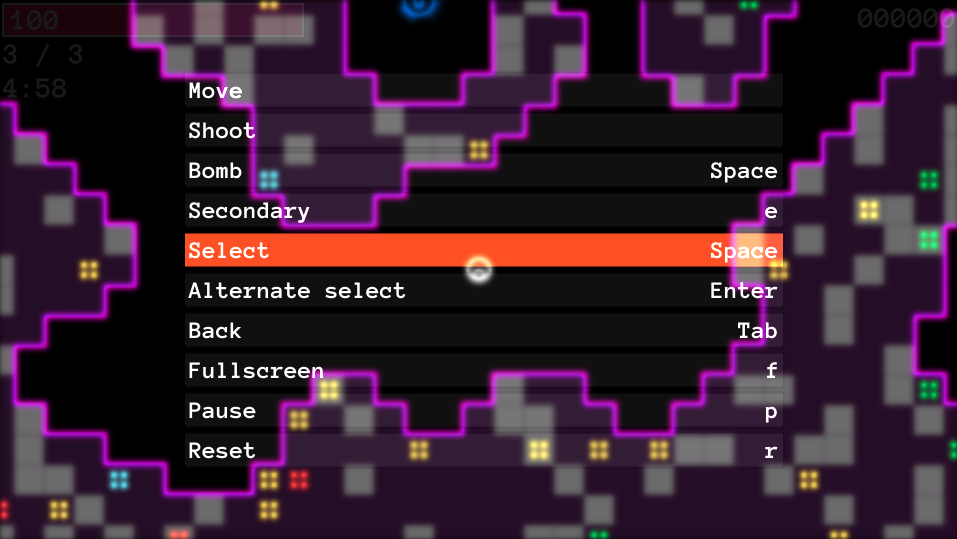 100
000000
3 / 3
4:58
Move
Shoot
Bomb Space
Secondary e
Select Space
Alternate select Enter
Back Tab
Fullscreen f
Pause p
Reset r